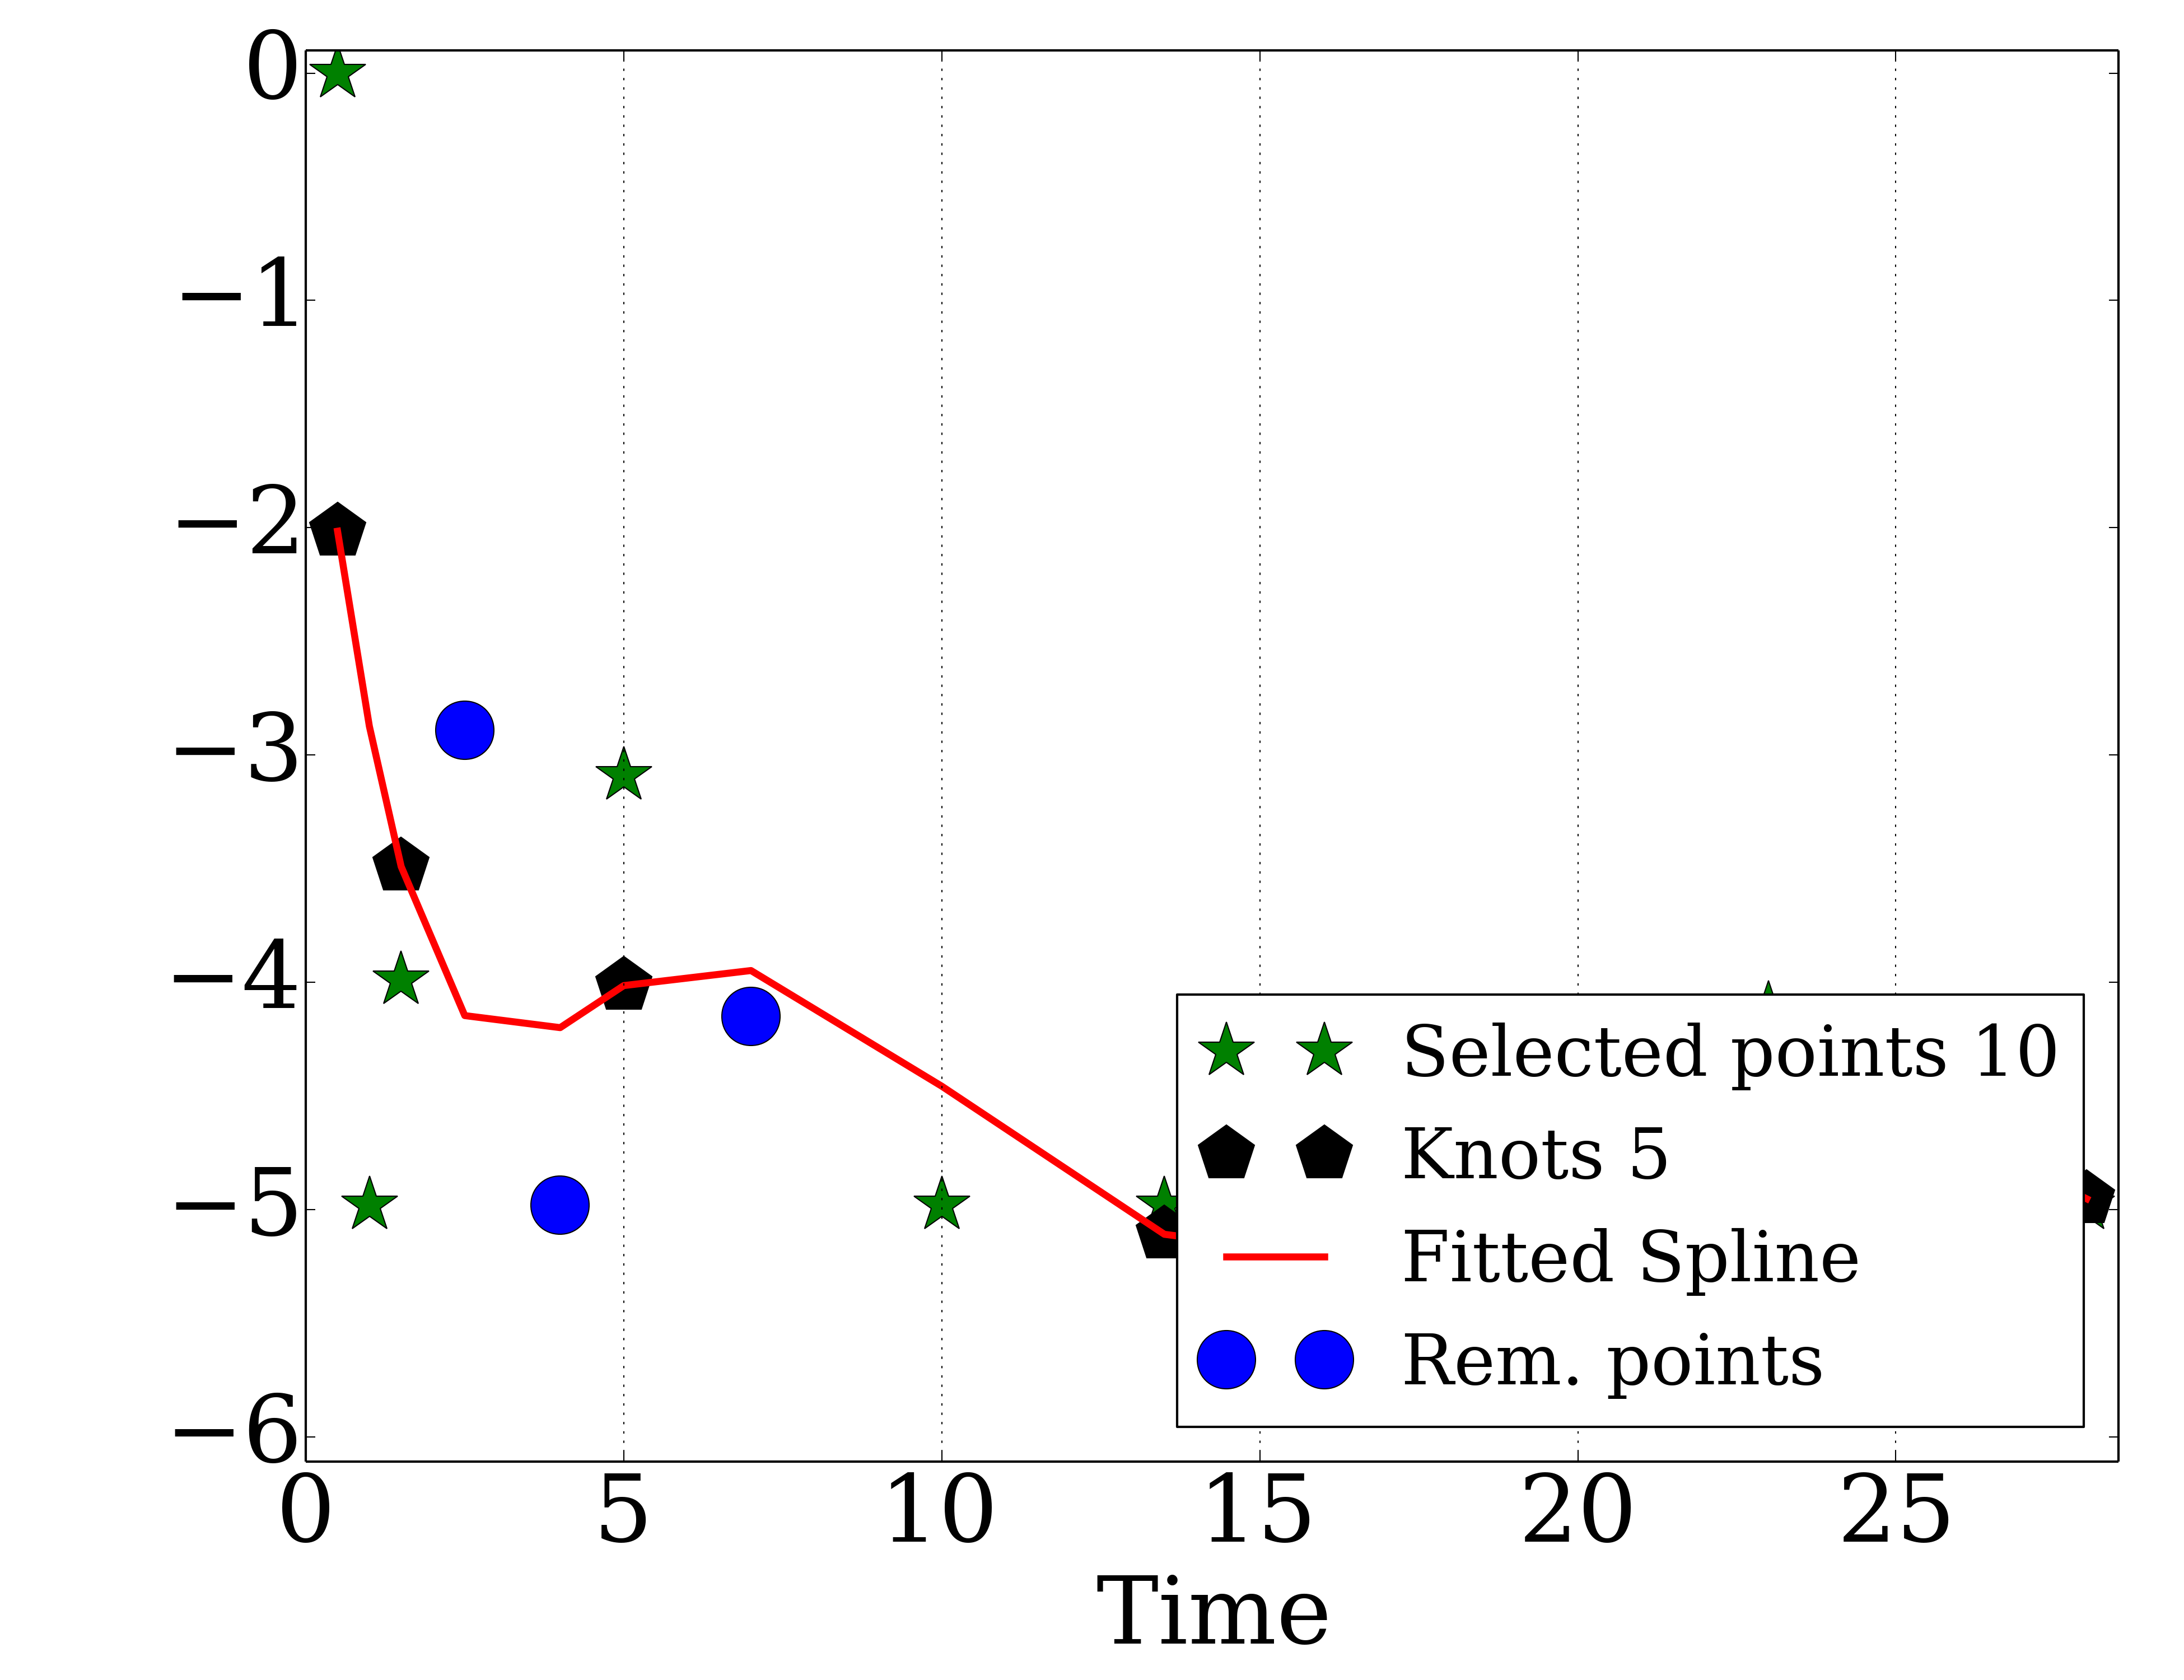 0
−1
−2
−3
−4
−5
−6
0 5 10 15 20 25
Time
Selected points 10
Knots 5
Fitted Spline
Rem. points